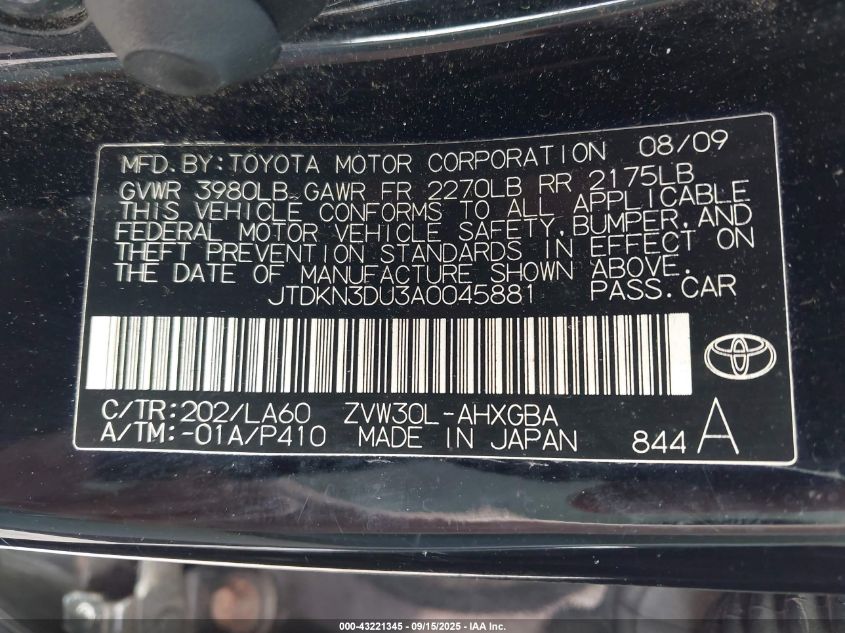 MFD.BY:TOYOTA MOTOR CORPORATION 08/09
GVWR 3980LB GAWR FR 2270LB RR 2175LB
THIS VEHICLE CONFORMS TO ALL APPLICABLE
FEDERAL MOTOR VEHICLE SAFETY,BUMPER,AND
THEFT PREVENTION STANDARDS IN EFFECT ON
THE DATE OF MANUFACTURE SHOWN ABOVE.
JTDKN3DU3A0045881 PASS.CAR
C/TR:202/LA60 ZVW30L-AHXGBA
A/TM:-01A/P410 MADE IN JAPAN 844 A
000-43221345 - 09/15/2025 - IAA Inc.